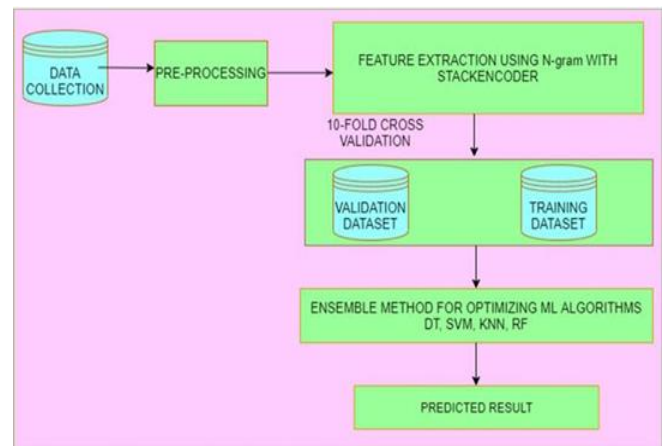 DATA
COLLECTION
PRE-PROCESSING
FEATURE EXTRACTION USING N-gram WITH
STACKENCODER
10-FOLD CROSS
VALIDATION
VALIDATION
DATASET
TRAINING
DATASET
ENSEMBLE METHOD FOR OPTIMIZING ML ALGORITHMS
DT, SVM, KNN, RF
PREDICTED RESULT